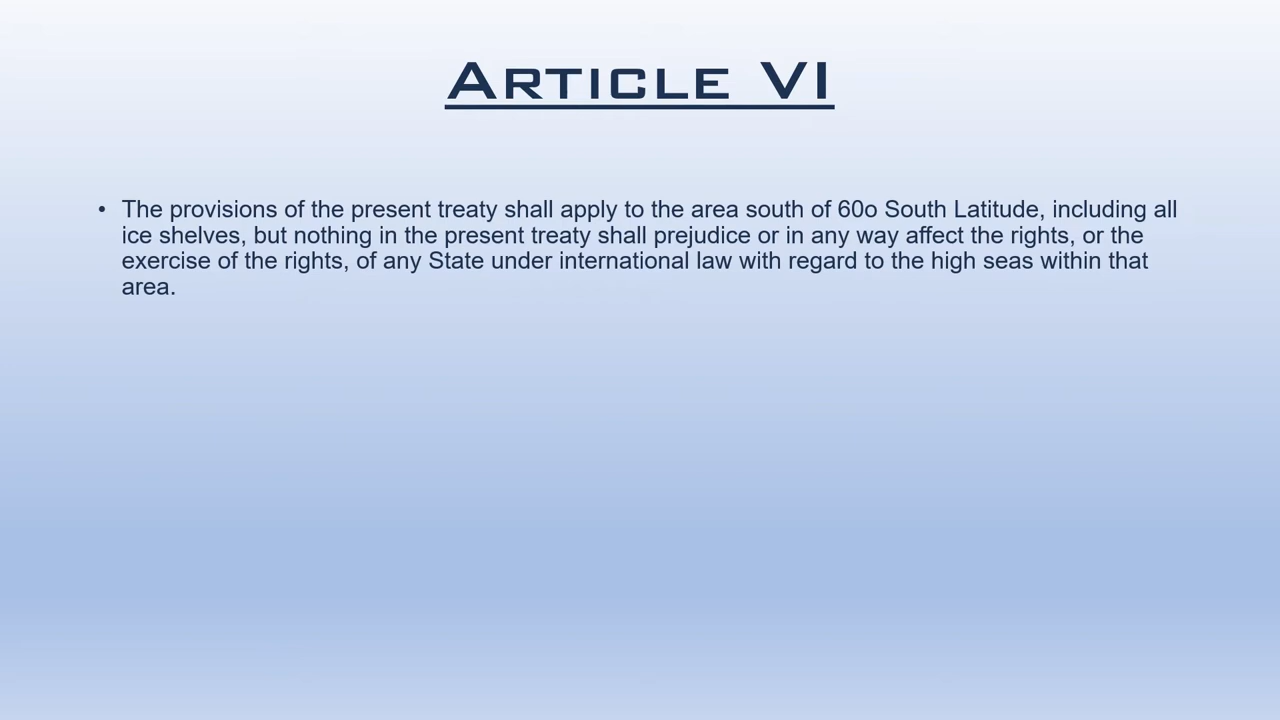 Article VI
• The provisions of the present treaty shall apply to the area south of 60o South Latitude, including all
ice shelves, but nothing in the present treaty shall prejudice or in any way affect the rights, or the
exercise of the rights, of any State under international law with regard to the high seas within that
area.